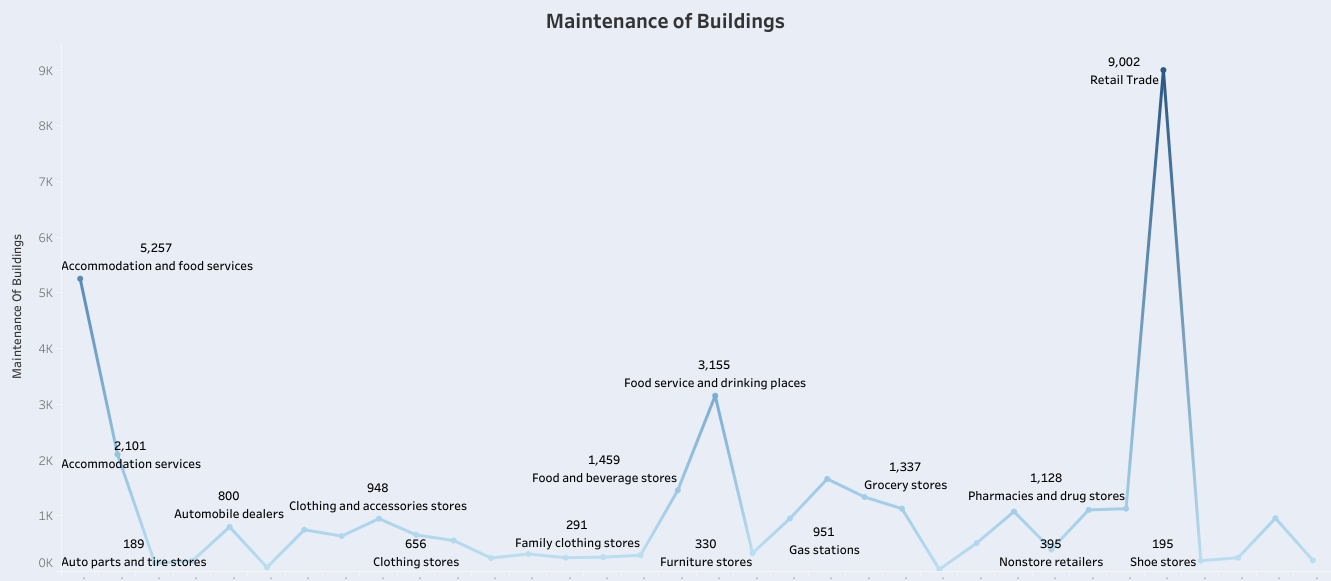 Maintenance of Buildings
Maintenance Of Buildings
9K
8K
7K
6K
5K
4K
3K
2K
1K
0K
5,257
Accommodation and food services
2,101
Accommodation services
189
Auto parts and tire stores
800
Automobile dealers
948
Clothing and accessories stores
656
Clothing stores
291
Family clothing stores
1,459
Food and beverage stores
3,155
Food service and drinking places
330
Furniture stores
951
Gas stations
1,337
Grocery stores
395
Nonstore retailers
1,128
Pharmacies and drug stores
9,002
Retail Trade
195
Shoe stores